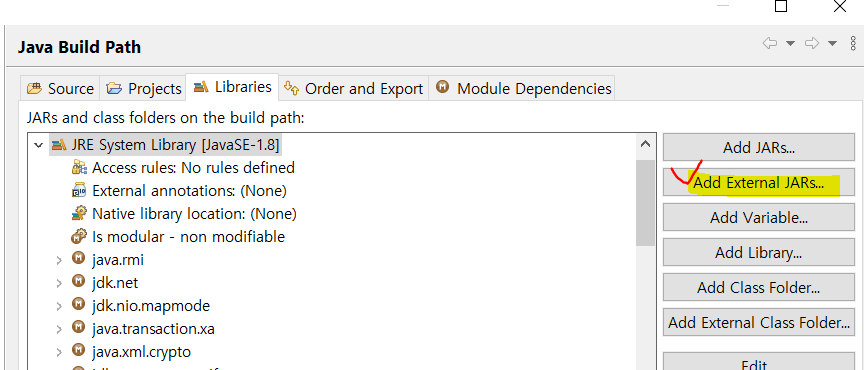 Java Build Path
Source Projects Libraries Order and Export Module Dependencies
JARs and class folders on the build path:
JRE System Library [JavaSE-1.8]
Access rules: No rules defined
External annotations: (None)
Native library location: (None)
Is modular - non modifiable
java.rmi
jdk.net
jdk.nio.mapmode
java.transaction.xa
java.xml.crypto
Add JARs...
Add External JARs...
Add Variable...
Add Library...
Add Class Folder...
Add External Class Folder...
Edit...